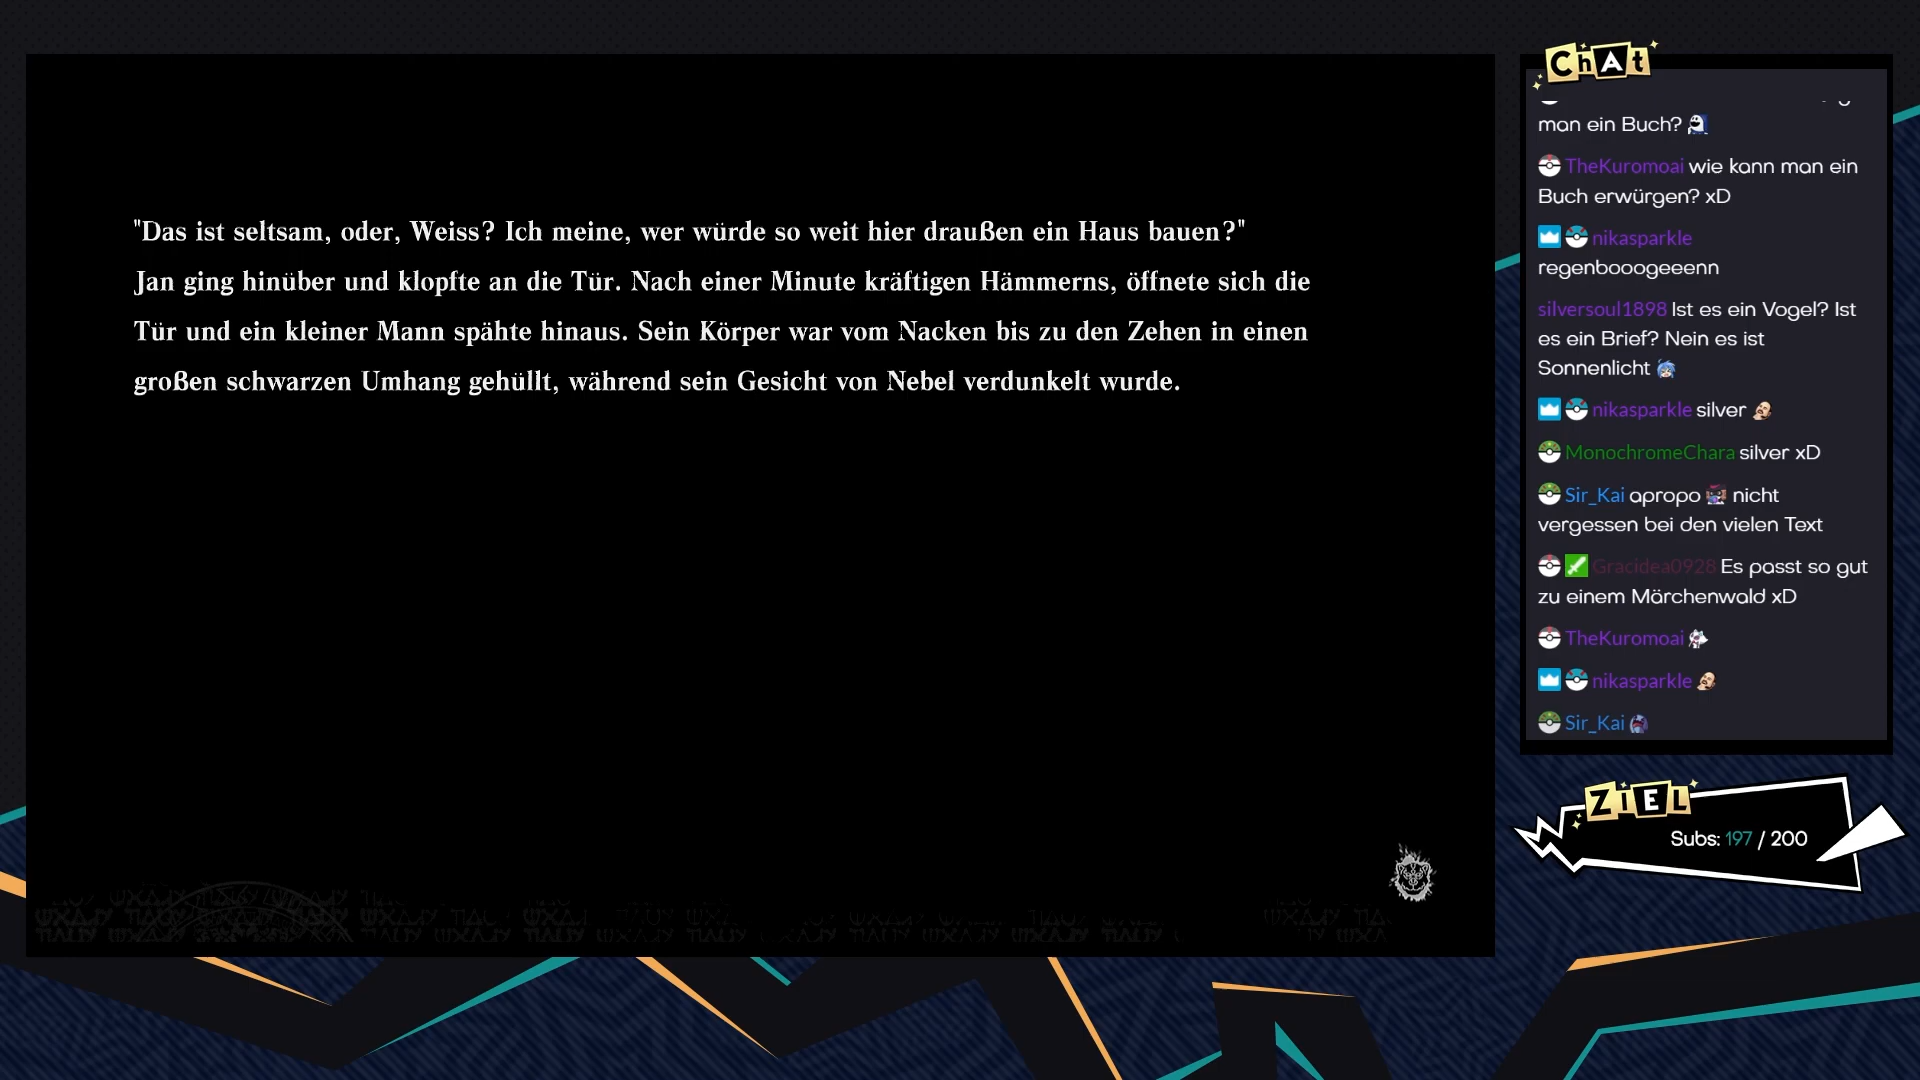 "Das ist seltsam, oder, Weiss? Ich meine, wer würde so weit hier draußen ein Haus bauen?"
Jan ging hinüber und klopfte an die Tür. Nach einer Minute kräftigen Hämmerns, öffnete sich die
Tür und ein kleiner Mann spähte hinaus. Sein Körper war vom Nacken bis zu den Zehen in einen
großen schwarzen Umhang gehüllt, während sein Gesicht von Nebel verdunkelt wurde.
ChAt
man ein Buch?
TheKuromoai wie kann man ein
Buch erwürgen? xD
nikasparkle
regenbooogeeenn
silversoul1898 Ist es ein Vogel? Ist
es ein Brief? Nein es ist
Sonnenlicht
nikasparkle silver
MonochromeChara silver xD
Sir_Kai apropo nicht
vergessen bei den vielen Text
Gracidea0928 Es passt so gut
zu einem Märchenwald xD
TheKuromoai
nikasparkle
Sir_Kai
ZiEL
Subs: 197 / 200